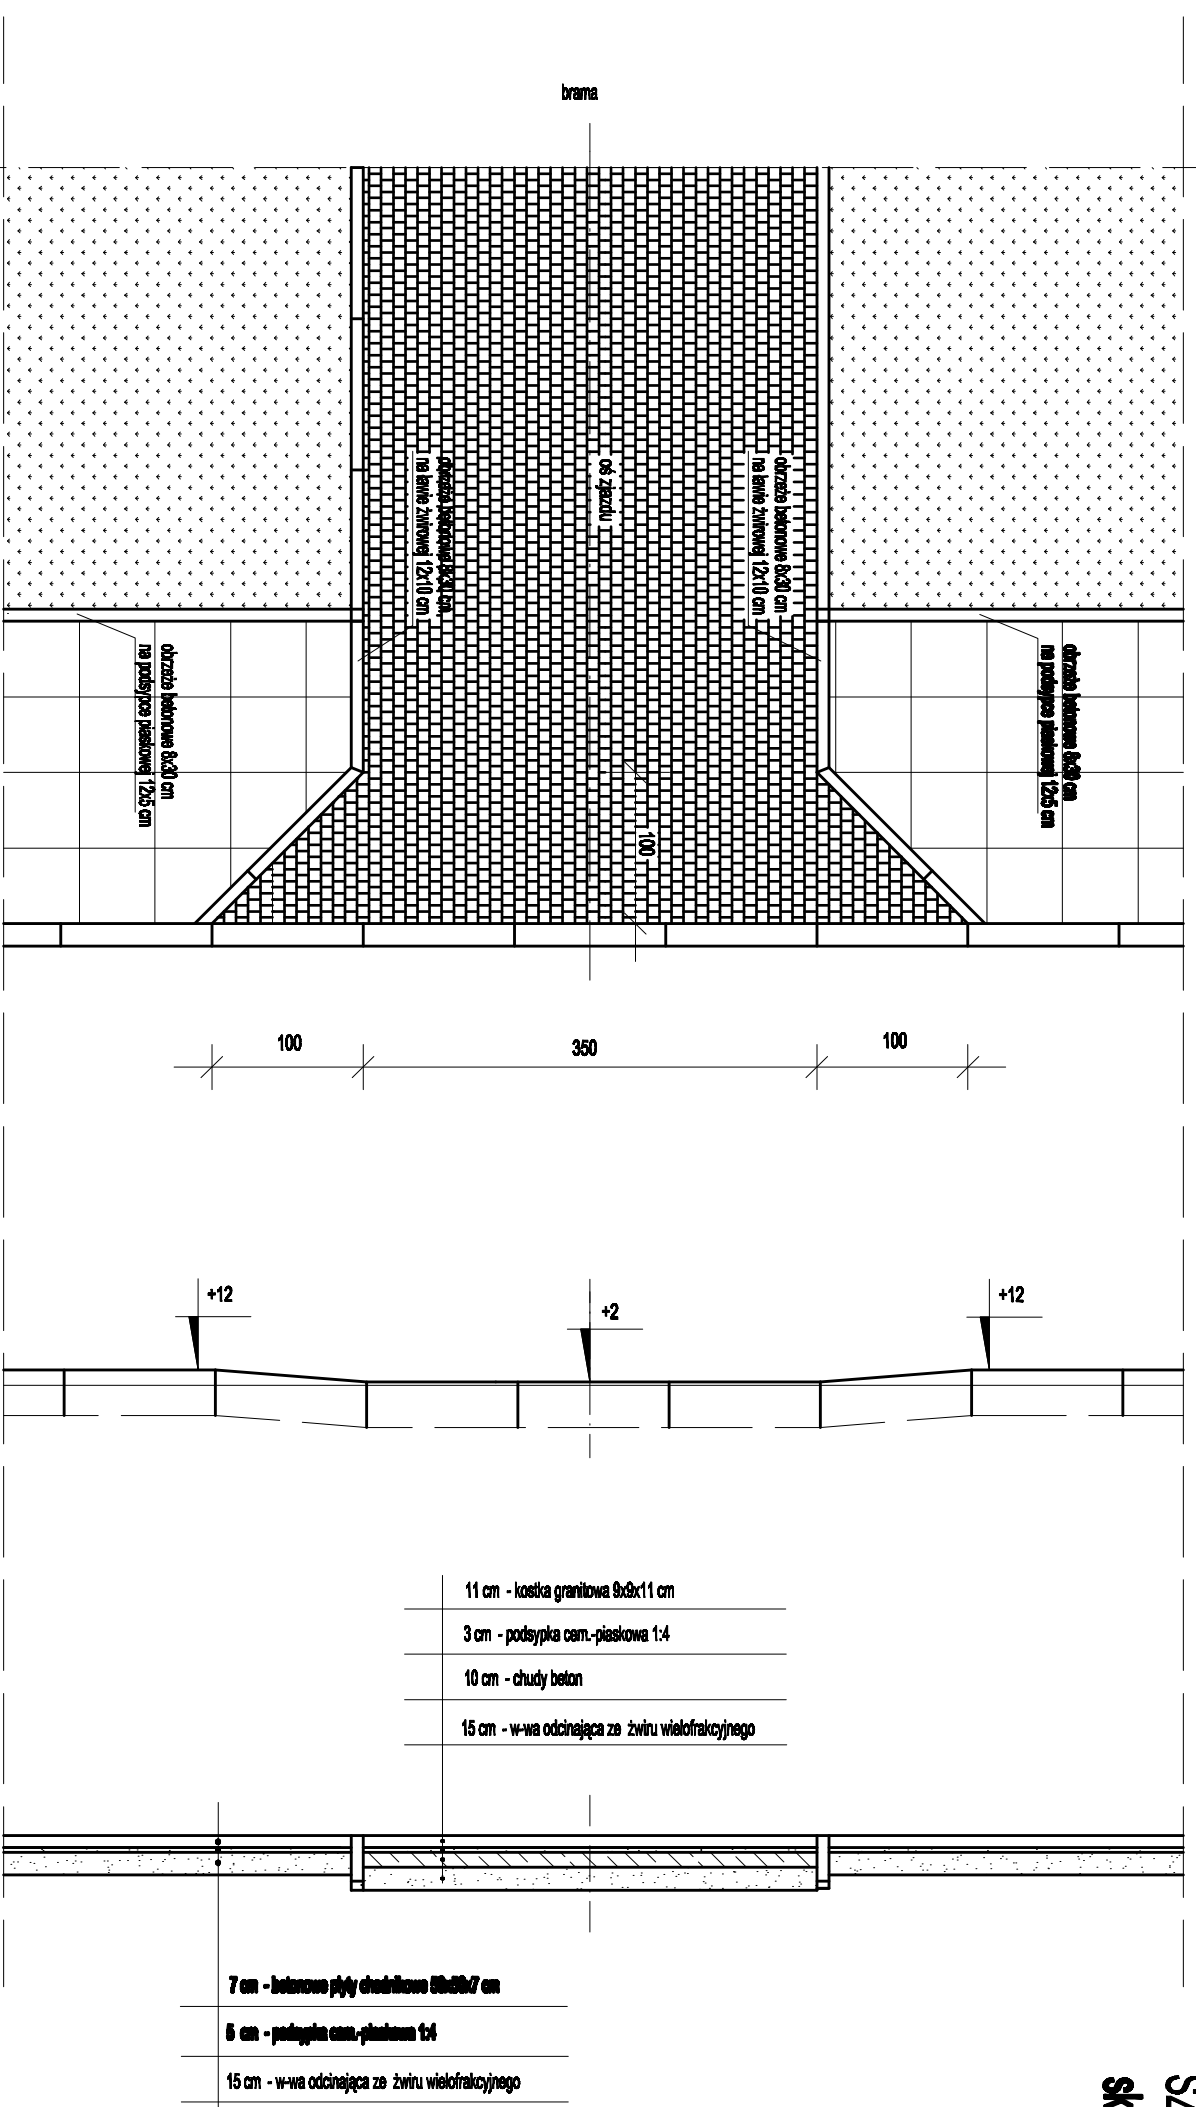 brama
obrzeże betonowe 8x30 cm,
na ławie żwirowej 12x10 cm
oś zjazdu I
obrzeże betonowe 8x30 cm,
na ławie żwirowej 12x10 cm
obrzeże betonowe 8x30 cm
na podsypce piaskowej 12x5 cm
obrzeże betonowe 8x30 cm
na podsypce piaskowej 12x5 cm
100
100
350
100
+12
+2
+12
11 cm - kostka granitowa 9x9x11 cm
3 cm - podsypka cem.-piaskowa 1:4
10 cm - chudy beton
15 cm - w-wa odcinająca ze żwiru wielofrakcyjnego
7 cm - betonowe płyty chodnikowe 50x50x7 cm
5 cm - podsypka cem.-piaskowa 1:4
15 cm - w-wa odcinająca ze żwiru wielofrakcyjnego